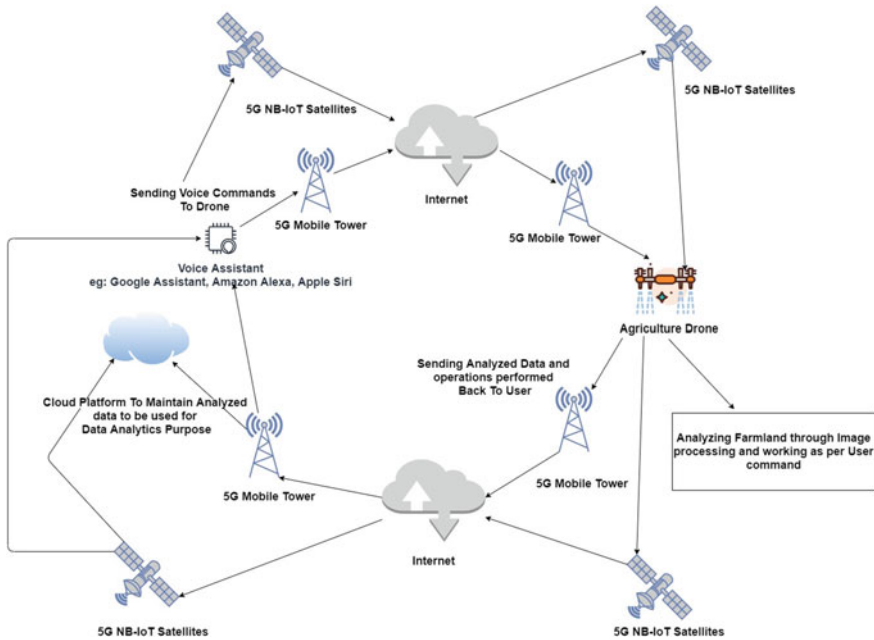 5G NB-IoT Satellites
5G NB-IoT Satellites
Sending Voice Commands
To Drone
5G Mobile Tower
Internet
5G Mobile Tower
Voice Assistant
eg: Google Assistant, Amazon Alexa, Apple Siri
Agriculture Drone
Sending Analyzed Data and
operations performed
Back To User
Cloud Platform To Maintain Analyzed
data to be used for
Data Analytics Purpose
Analyzing Farmland through Image
processing and working as per User
command
5G Mobile Tower
5G Mobile Tower
Internet
5G NB-IoT Satellites
5G NB-IoT Satellites